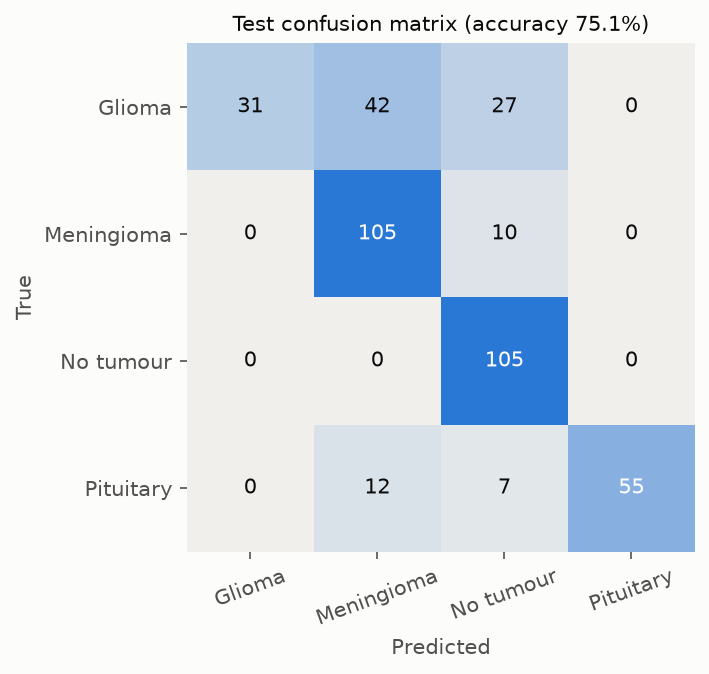 Test confusion matrix (accuracy 75.1%)
Glioma 31 42 27 0
Meningioma 0 105 10 0
No tumour 0 0 105 0
Pituitary 0 12 7 55
True
Glioma Meningioma No tumour Pituitary
Predicted